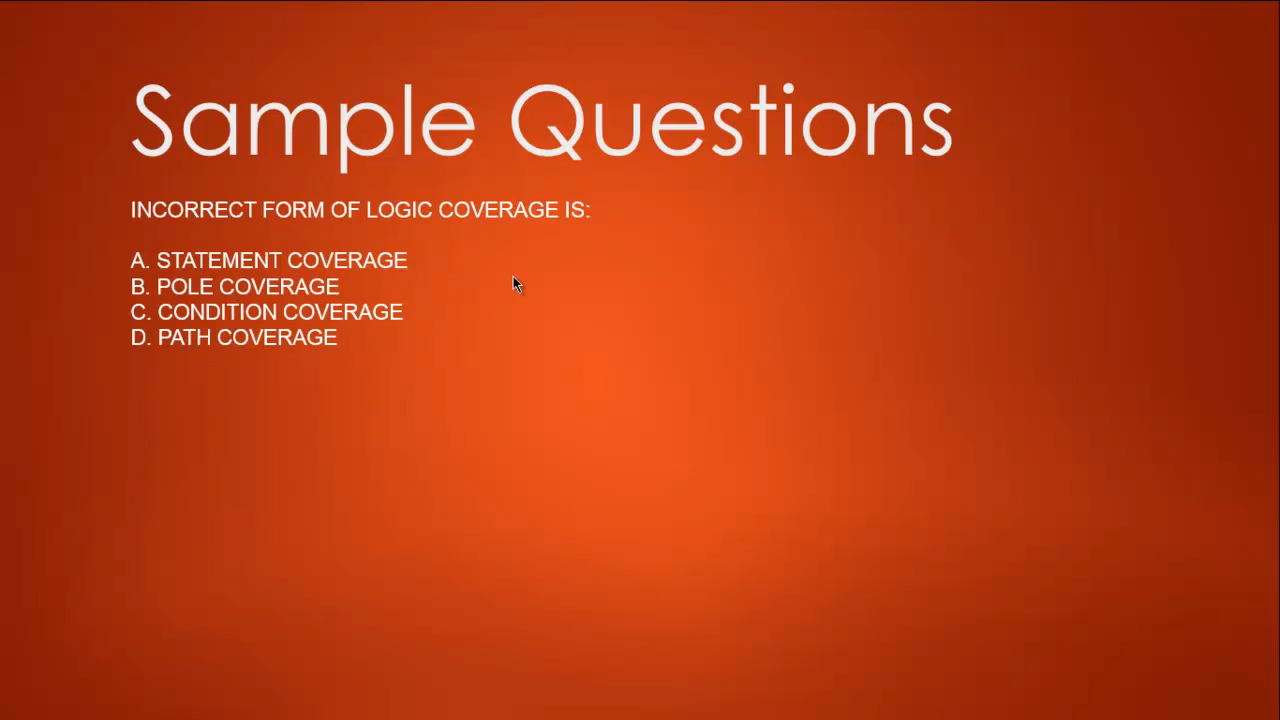 Sample Questions
INCORRECT FORM OF LOGIC COVERAGE IS:
A. STATEMENT COVERAGE
B. POLE COVERAGE
C. CONDITION COVERAGE
D. PATH COVERAGE